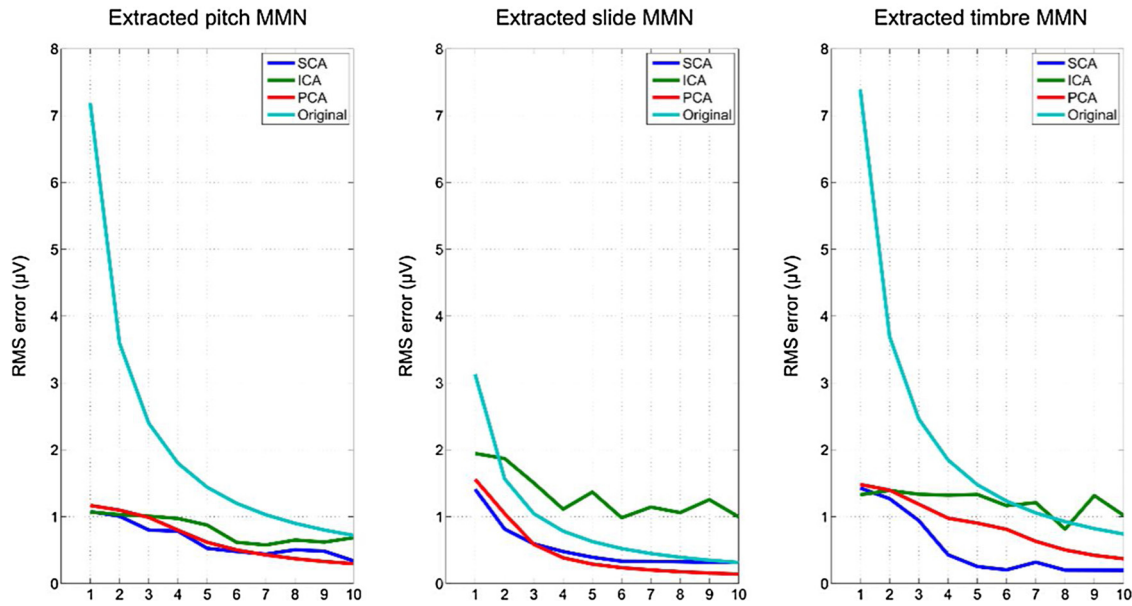 Extracted pitch MMN
Extracted slide MMN
Extracted timbre MMN
RMS error (µV)
8
7
6
5
4
3
2
1
0
SCA
ICA
PCA
Original
1 2 3 4 5 6 7 8 9 10
RMS error (µV)
8
7
6
5
4
3
2
1
0
SCA
ICA
PCA
Original
1 2 3 4 5 6 7 8 9 10
RMS error (µV)
8
7
6
5
4
3
2
1
0
SCA
ICA
PCA
Original
1 2 3 4 5 6 7 8 9 10